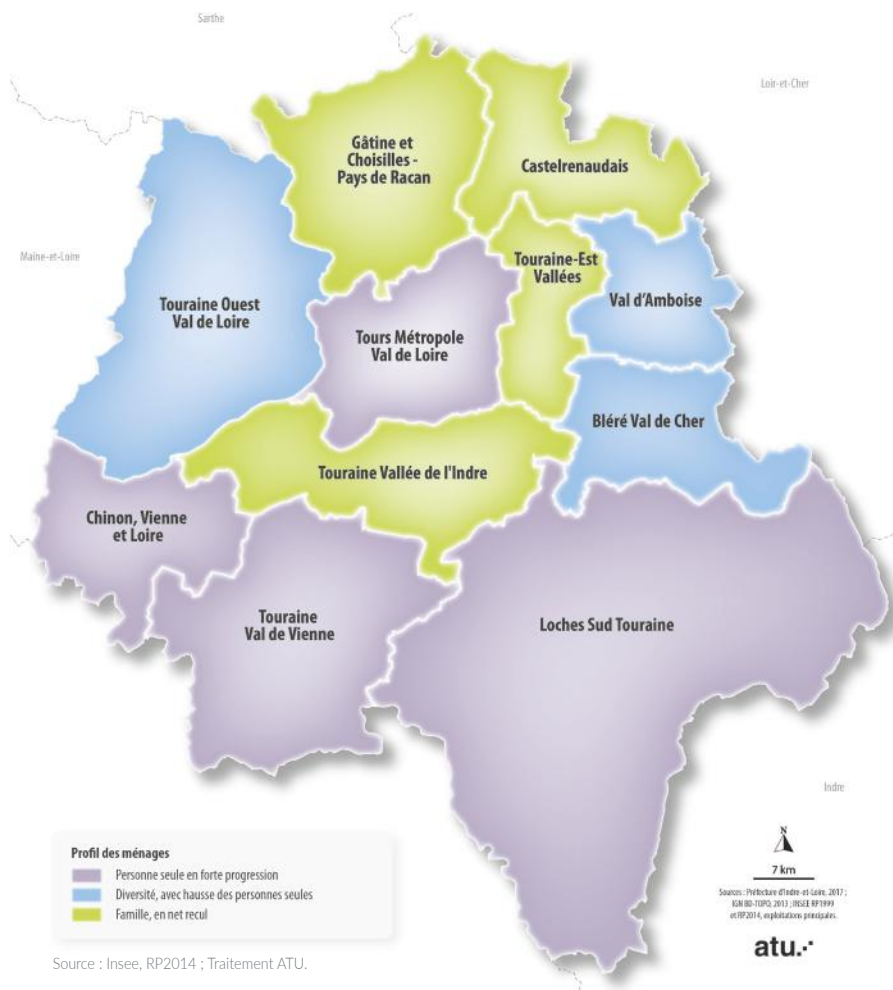 Sarthe
Loir-et-Cher
Gâtine et
Choisilles -
Pays de Racan
Castelrenaudais
Maine-et-Loire
Touraine-Est
Vallées
Touraine Ouest
Val de Loire
Val d'Amboise
Tours Métropole
Val de Loire
Bléré Val de Cher
Touraine Vallée de l'Indre
Chinon, Vienne
et Loire
Touraine
Val de Vienne
Loches Sud Touraine
Indre
Profil des ménages
Personne seule en forte progression
Diversité, avec hausse des personnes seules
Famille, en net recul
N
7 km
Sources : Préfecture d'Indre-et-Loire, 2017 ;
IGN BD-TOPO, 2013 ; INSEE RP1999
et RP2014, exploitations principales.
atu.
Source : Insee, RP2014 ; Traitement ATU.